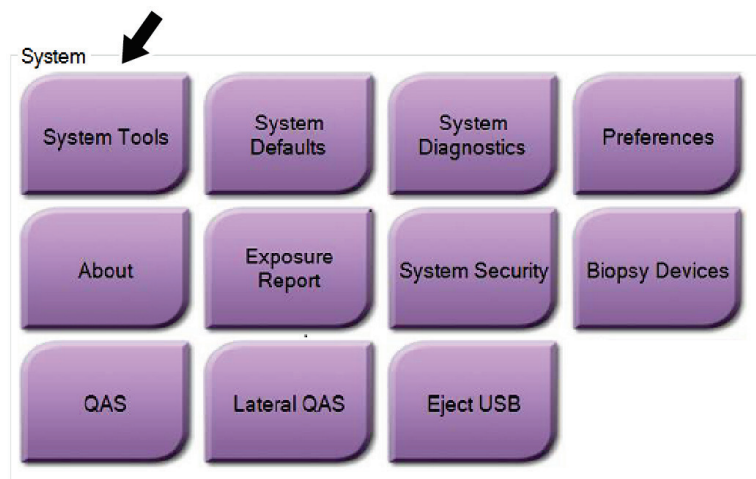 System
System Tools
System
Defaults
System
Diagnostics
Preferences
About
Exposure
Report
System Security
Biopsy Devices
QAS
Lateral QAS
Eject USB